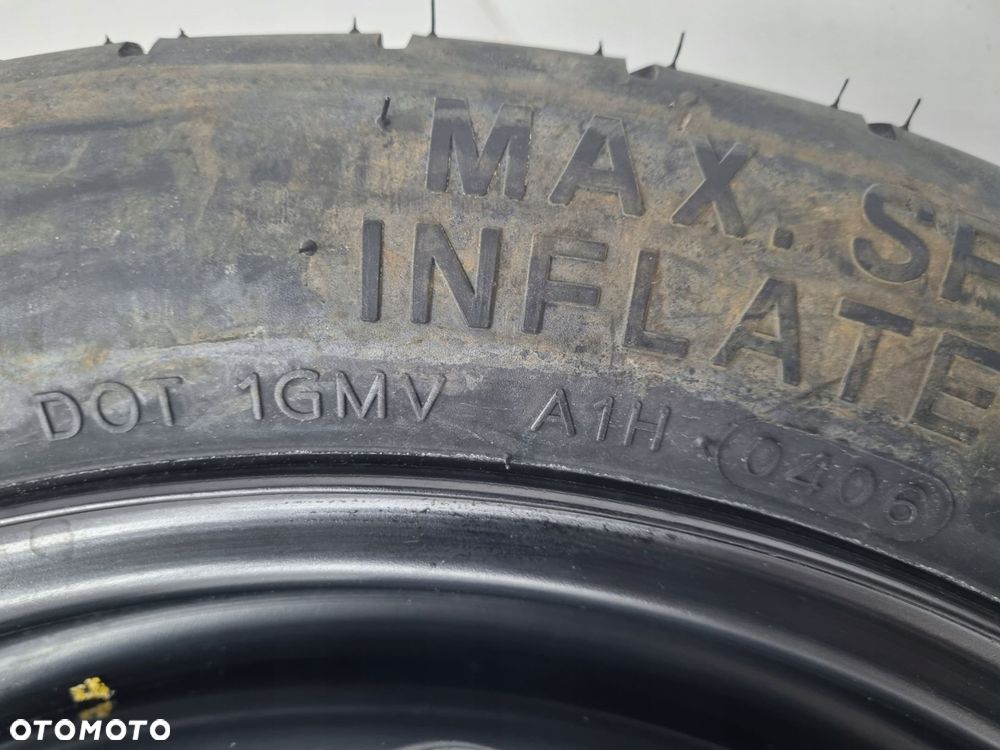 MAX. SE
INFLATE
DOT 1GMV A1H 0406
OTOMOTO